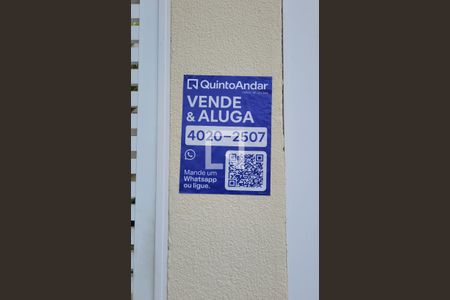 QuintoAndar
VENDE
& ALUGA
4020-2507
Mande um
Whatsapp
ou ligue.